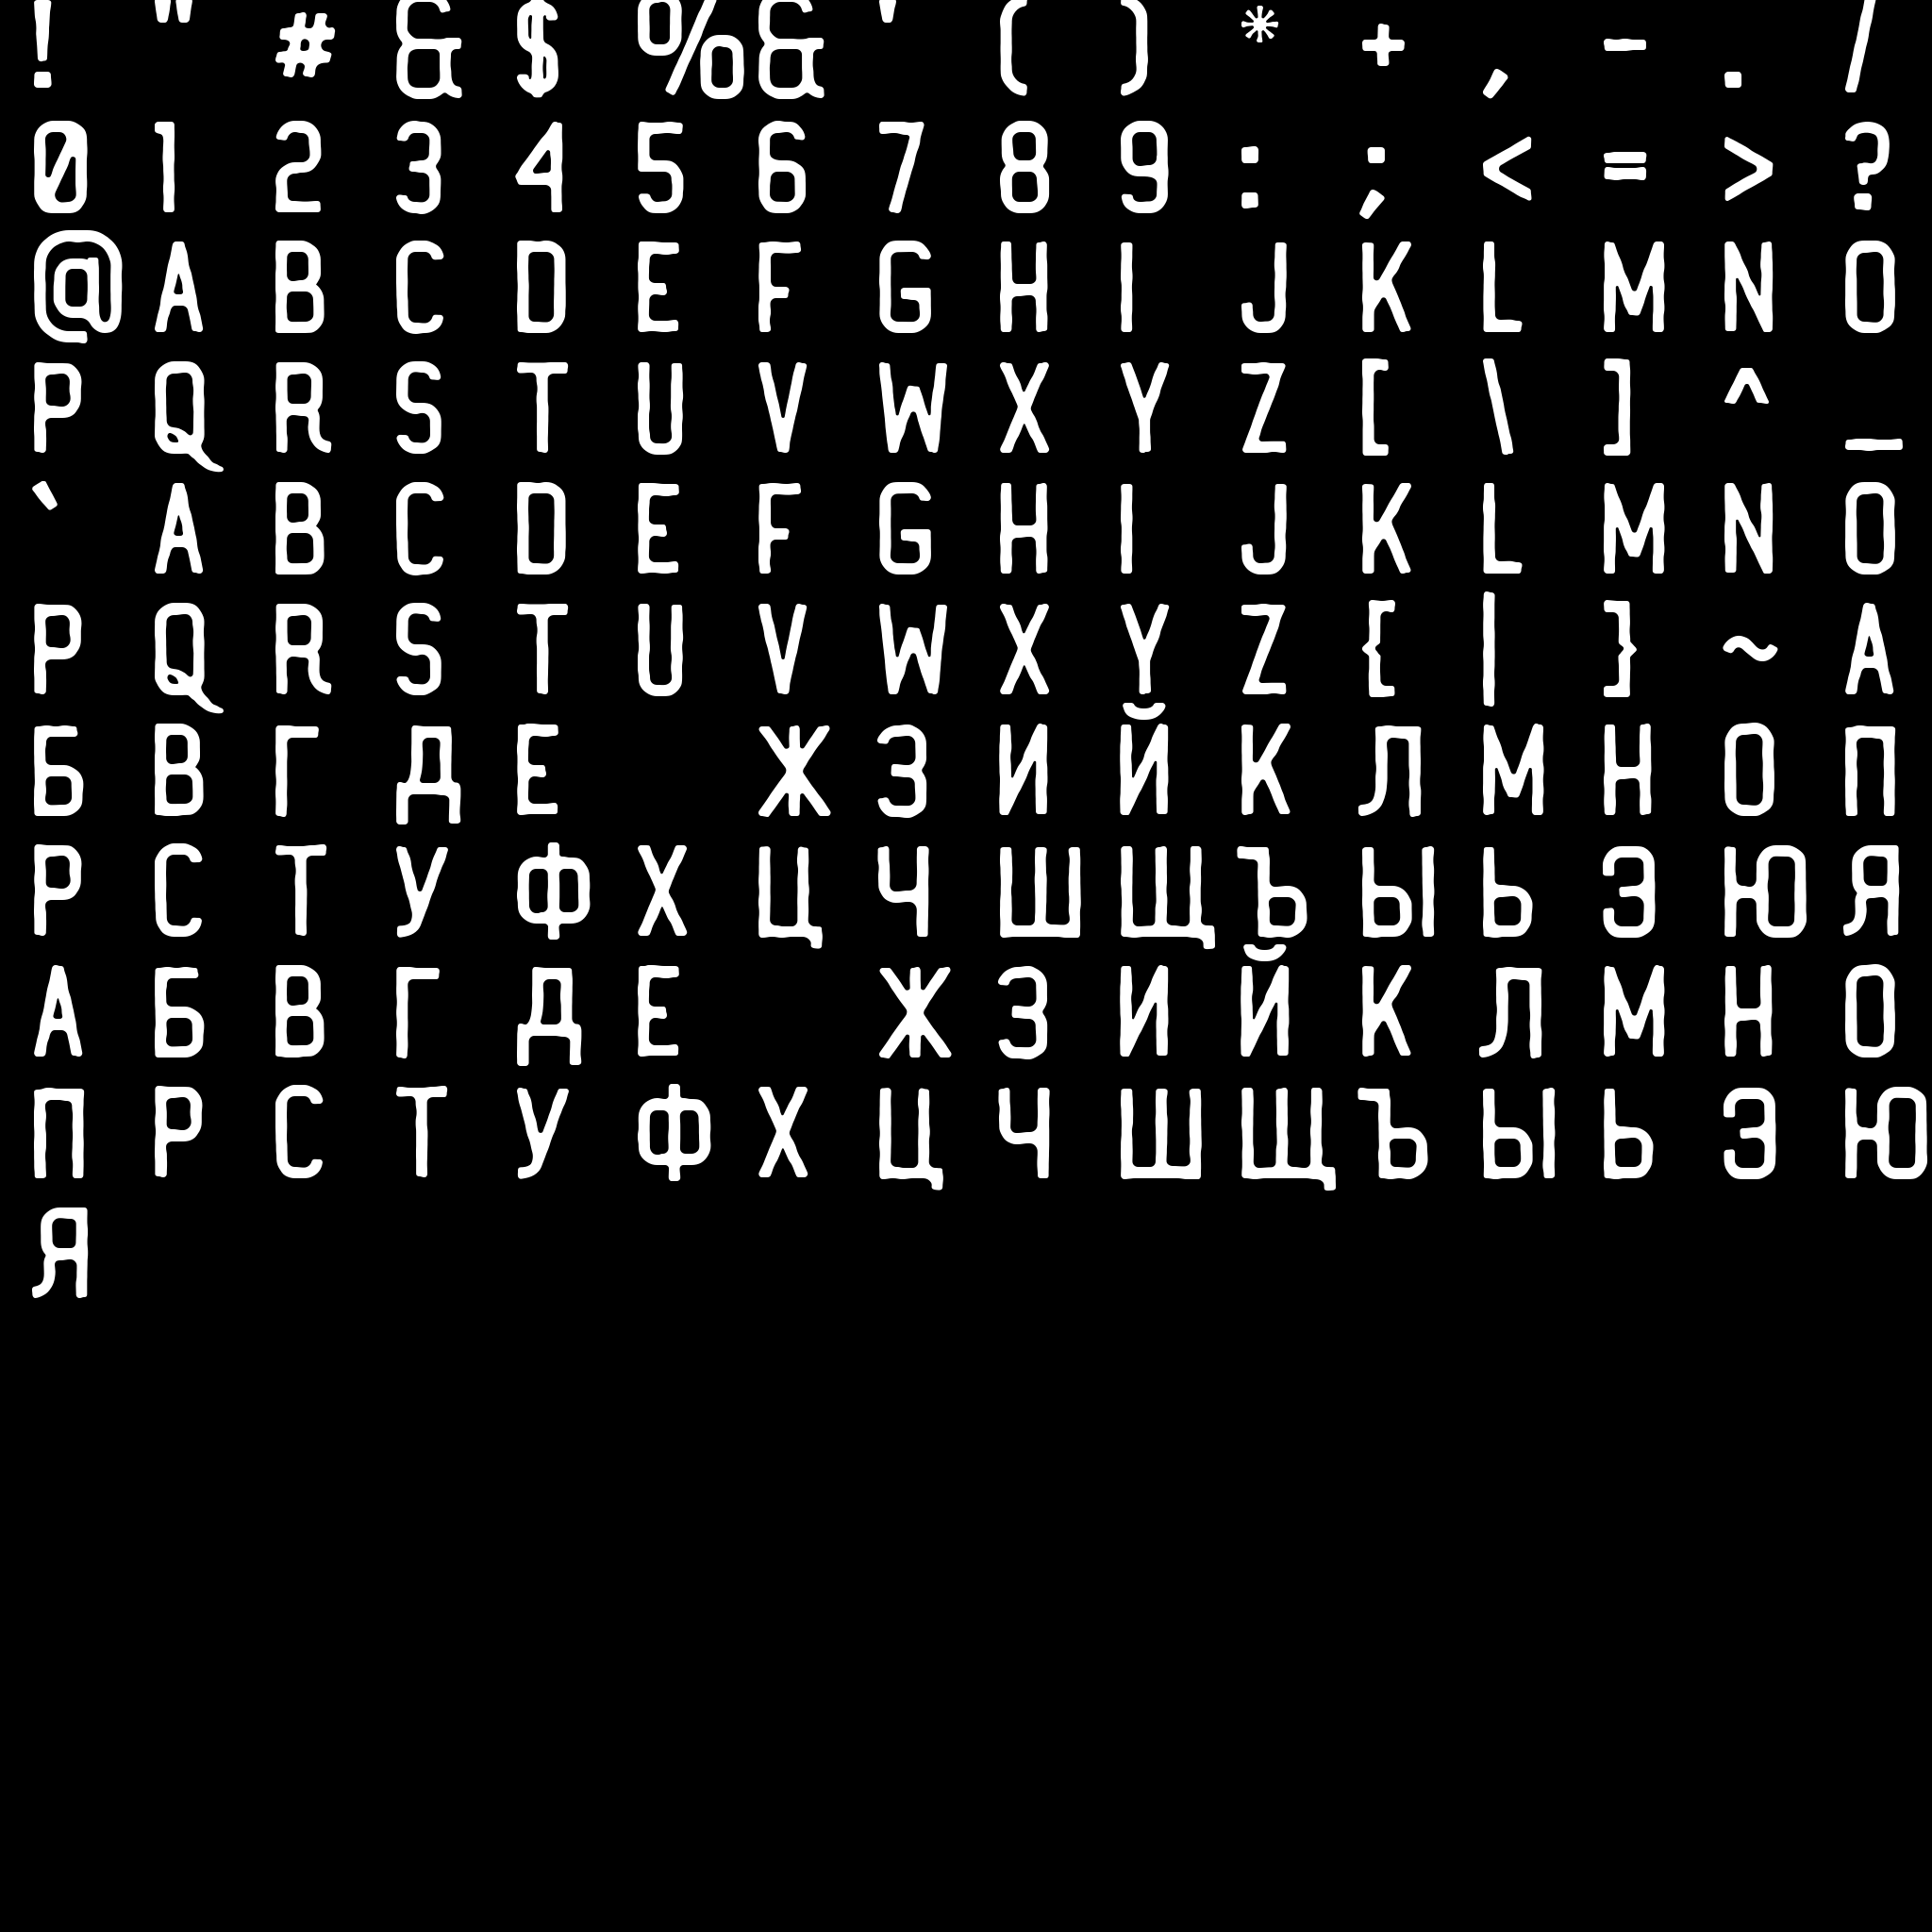 ! " # & $ % & ' ( ) * + , - . /
0 1 2 3 4 5 6 7 8 9 : ; < = > ?
@ A B C D E F G H I J K L M N O
P Q R S T U V W X Y Z [ \ ] ^ _
` A B C D E F G H I J K L M N O
P Q R S T U V W X Y Z { | } ~ А
Б В Г Д Е Ж З И Й К Л М Н О П
Р С Т У Ф Х Ц Ч Ш Щ Ъ Ы Ь Э Ю Я
А Б В Г Д Е Ж З И Й К Л М Н О
П Р С Т У Ф Х Ц Ч Ш Щ Ъ Ы Ь Э Ю
Я